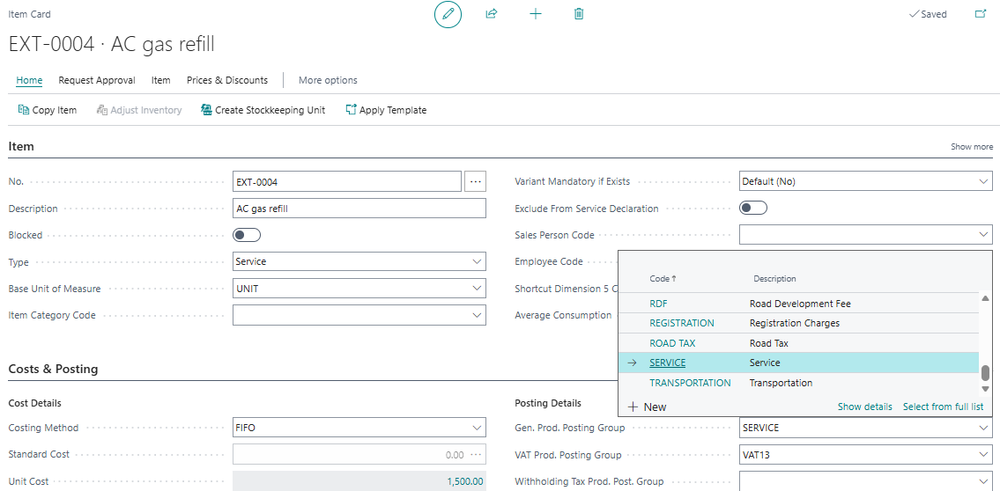 Item Card
Saved
EXT-0004 · AC gas refill
Home Request Approval Item Prices & Discounts More options
Copy Item Adjust Inventory Create Stockkeeping Unit Apply Template
Item Show more
No. EXT-0004 ... Variant Mandatory if Exists Default (No)
Description AC gas refill Exclude From Service Declaration
Blocked Sales Person Code
Type Service Employee Code
Base Unit of Measure UNIT Shortcut Dimension 5 C
Item Category Code Average Consumption
Code ↑ Description
RDF Road Development Fee
REGISTRATION Registration Charges
ROAD TAX Road Tax
→ SERVICE Service
TRANSPORTATION Transportation
+ New Show details Select from full list
Costs & Posting
Cost Details Posting Details
Costing Method FIFO Gen. Prod. Posting Group SERVICE
Standard Cost 0.00 ... VAT Prod. Posting Group VAT13
Unit Cost 1,500.00 Withholding Tax Prod. Post. Group